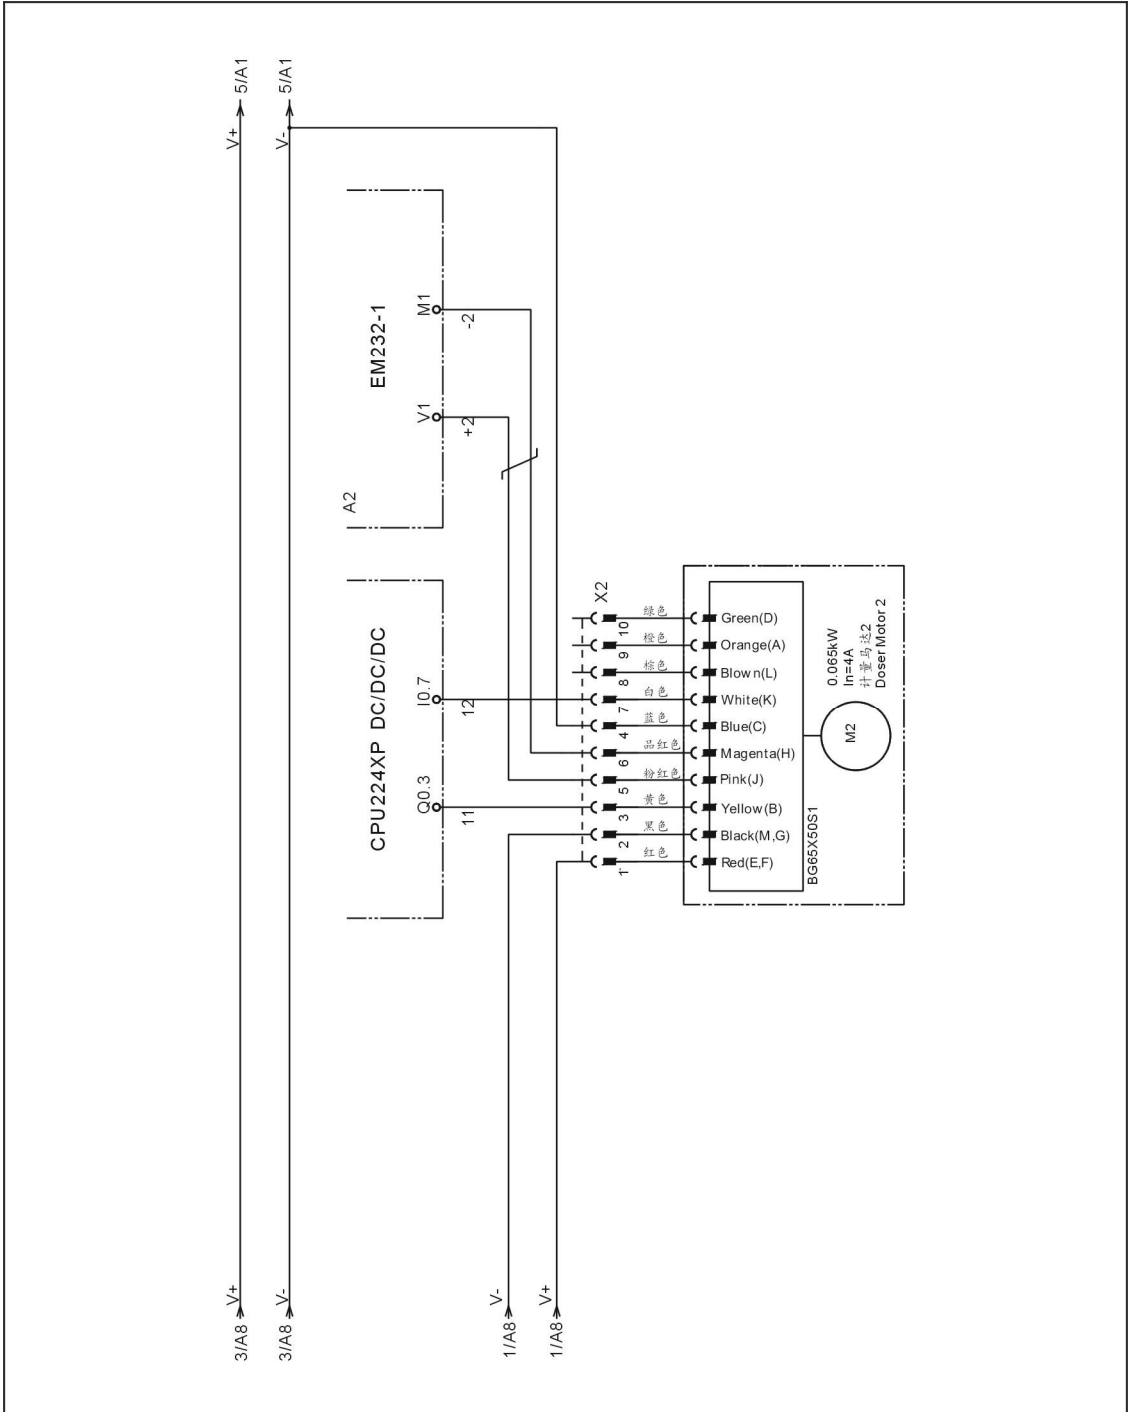 V+ 5/A1
V- 5/A1
A2
EM232-1
V1
+2
M1
-2
CPU224XP DC/DC/DC
Q0.3
11
I0.7
12
X2
10 绿色 Green(D)
9 橙色 Orange(A)
8 棕色 Blown(L)
7 白色 White(K)
4 蓝色 Blue(C)
6 品红色 Magenta(H)
5 粉红色 Pink(J)
3 黄色 Yellow(B)
2 黑色 Black(M,G)
1 红色 Red(E,F)
BG65X50S1
M2
0.065kW
In=4A
计量马达2
Doser Motor 2
3/A8 V+
3/A8 V-
1/A8 V-
1/A8 V+